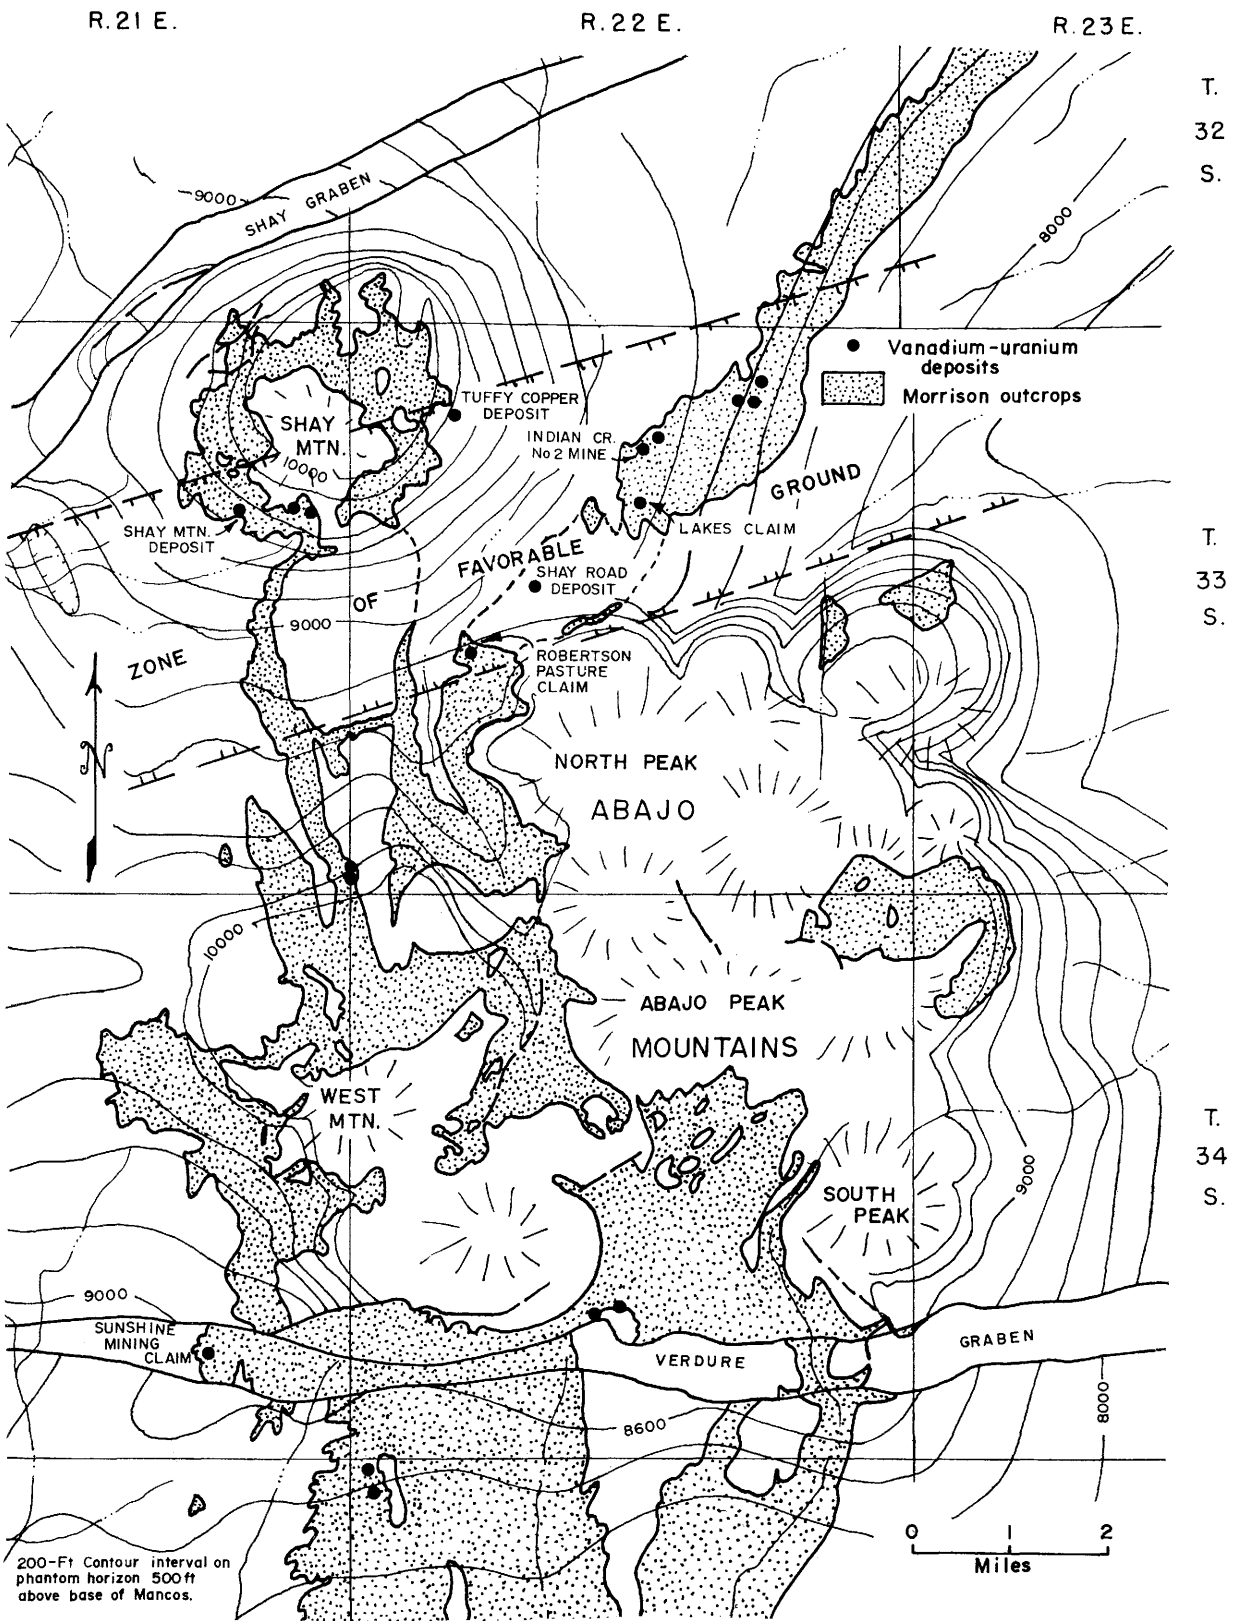 R.21 E.
R.22 E.
R.23 E.
T.
32
S.
9000
SHAY GRABEN
8000
Vanadium-uranium
deposits
Morrison outcrops
TUFFY COPPER
DEPOSIT
SHAY
MTN.
10000
INDIAN CR.
No 2 MINE
GROUND
LAKES CLAIM
SHAY MTN.
DEPOSIT
FAVORABLE
SHAY ROAD
DEPOSIT
T.
33
S.
OF
9000
ZONE
ROBERTSON
PASTURE
CLAIM
N
NORTH PEAK
ABAJO
10000
ABAJO PEAK
MOUNTAINS
WEST
MTN.
T.
34
S.
9000
SOUTH
PEAK
9000
SUNSHINE
MINING
CLAIM
VERDURE
GRABEN
8600
8000
0 1 2
Miles
200-Ft Contour interval on
phantom horizon 500 ft
above base of Mancos.